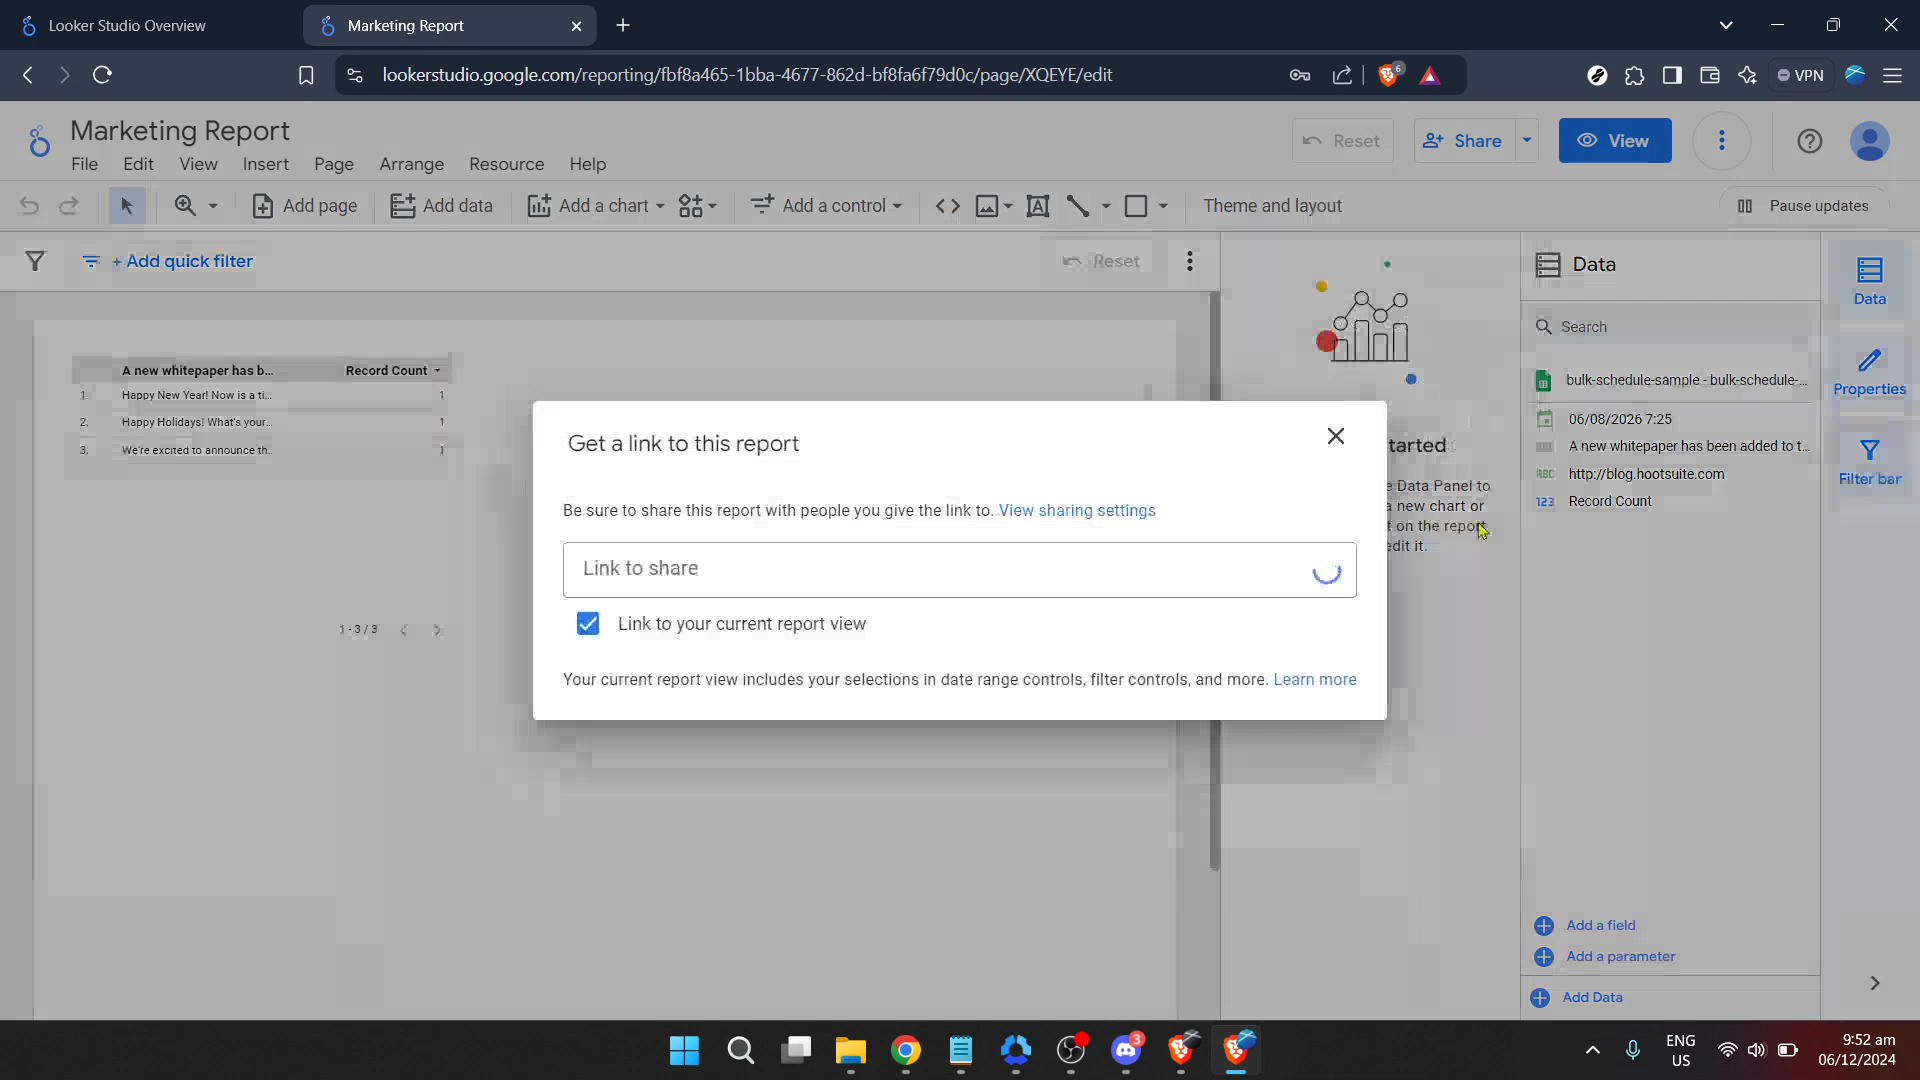 Looker Studio Overview
Marketing Report
lookerstudio.google.com/reporting/fbf8a465-1bba-4677-862d-bf8fa6f79d0c/page/XQEYE/edit
6
VPN
Marketing Report
File Edit View Insert Page Arrange Resource Help
Reset
Share
View
Add page
Add data
Add a chart
Add a control
Theme and layout
Pause updates
+ Add quick filter
Reset
A new whitepaper has b... Record Count
1 Happy New Year! Now is a ti... 1
2. Happy Holidays! What's your... 1
3. We're excited to announce th.. 1
1 - 3 / 3
Get a link to this report
Be sure to share this report with people you give the link to. View sharing settings
Link to share
Link to your current report view
Your current report view includes your selections in date range controls, filter controls, and more. Learn more
tarted
e Data Panel to
a new chart or
t on the report
edit it.
Data
Search
bulk-schedule-sample - bulk-schedule-...
06/08/2026 7:25
A new whitepaper has been added to t...
ABC http://blog.hootsuite.com
123 Record Count
Add a field
Add a parameter
Add Data
Data
Properties
Filter bar
3
ENG
US
9:52 am
06/12/2024